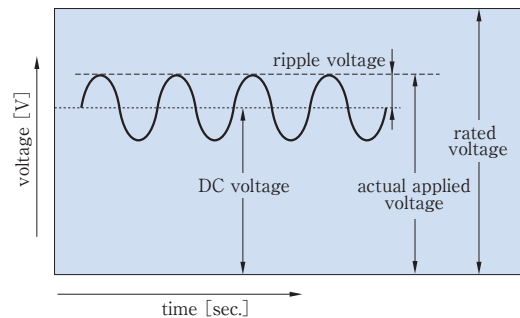 ripple voltage
voltage [V]
DC voltage
actual applied
voltage
rated
voltage
time [sec.]